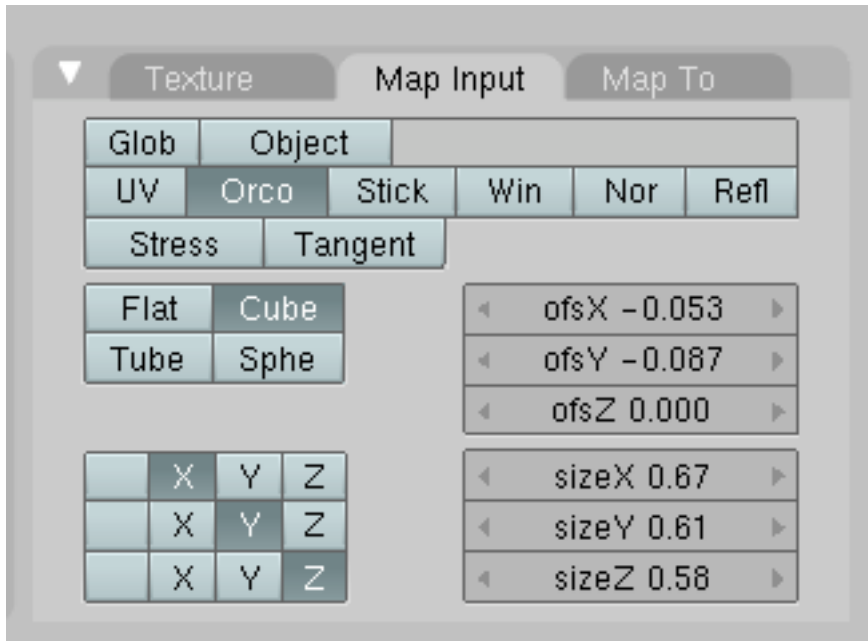 Texture Map Input Map To
Glob Object
UV Orco Stick Win Nor Refl
Stress Tangent
Flat Cube ofsX -0.053
Tube Sphe ofsY -0.087
ofsZ 0.000
X Y Z sizeX 0.67
X Y Z sizeY 0.61
X Y Z sizeZ 0.58